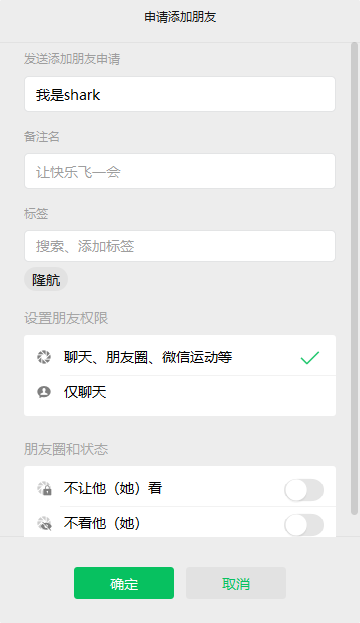 申请添加朋友
发送添加朋友申请
我是shark
备注名
让快乐飞一会
标签
搜索、添加标签
隆航
设置朋友权限
聊天、朋友圈、微信运动等
仅聊天
朋友圈和状态
不让他（她）看
不看他（她）
确定
取消